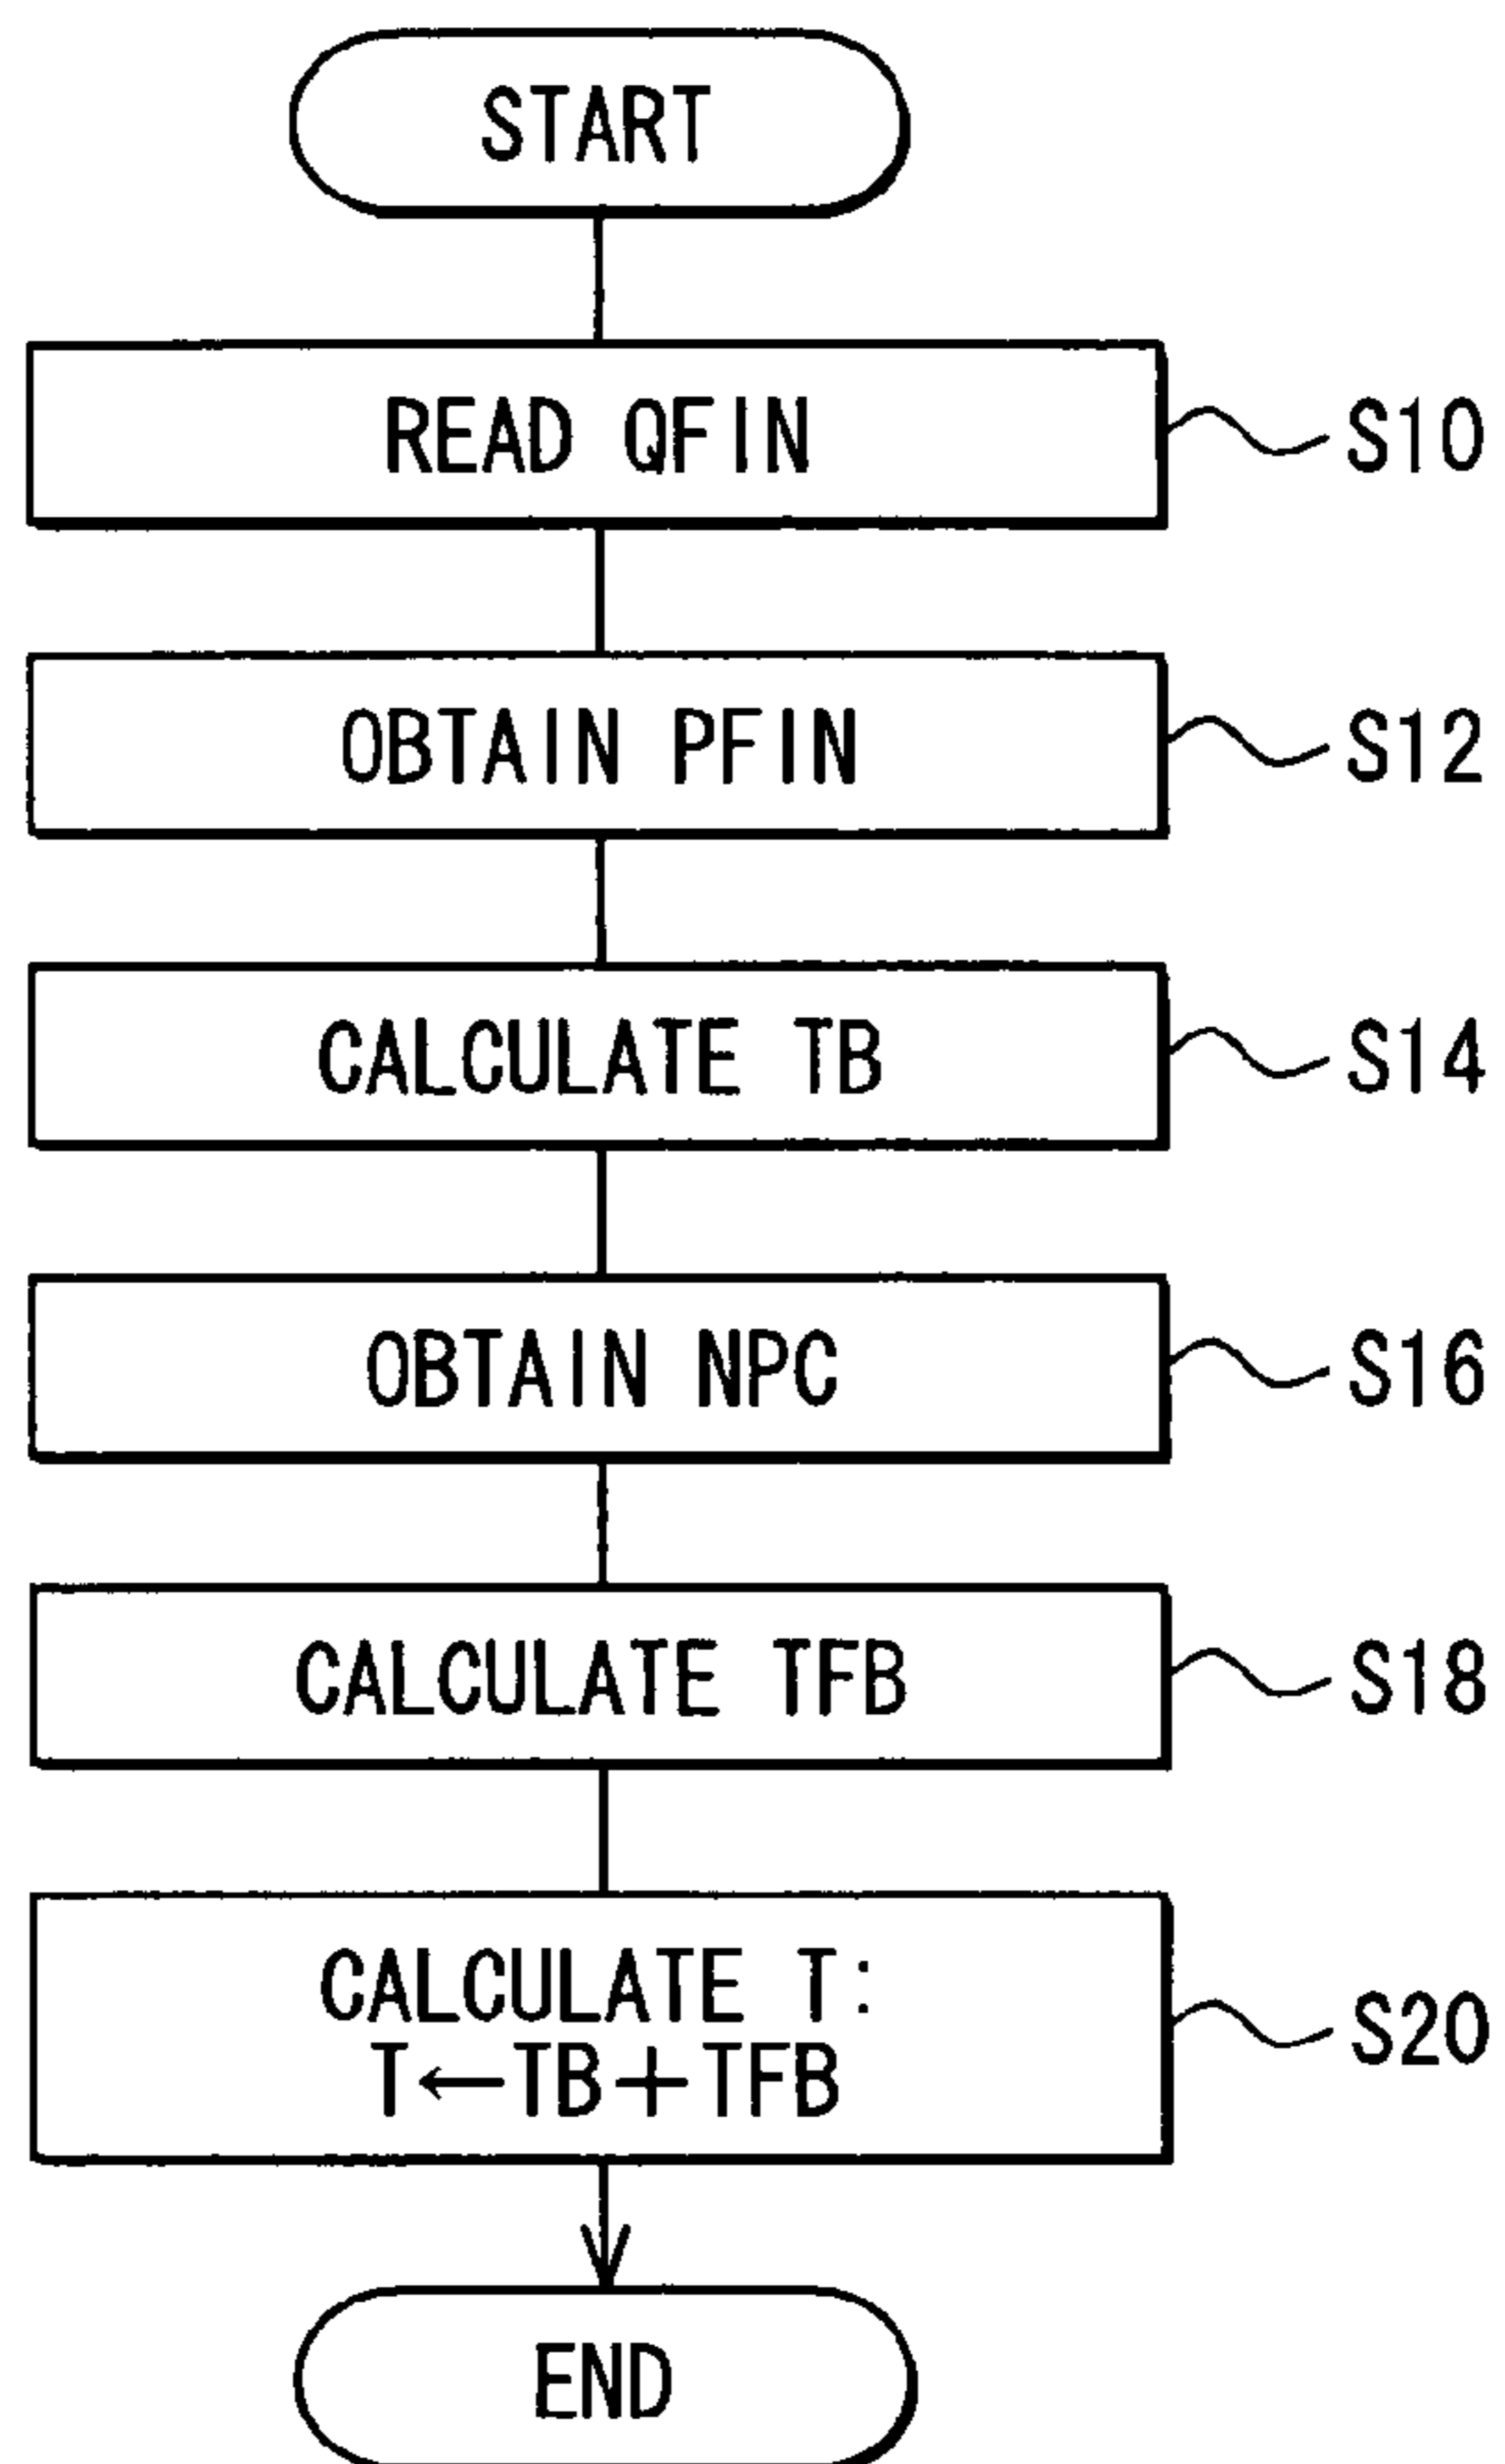 START
READ QFIN
S10
OBTAIN PFIN
S12
CALCULATE TB
S14
OBTAIN NPC
S16
CALCULATE TFB
S18
CALCULATE T:
T←TB+TFB
S20
END